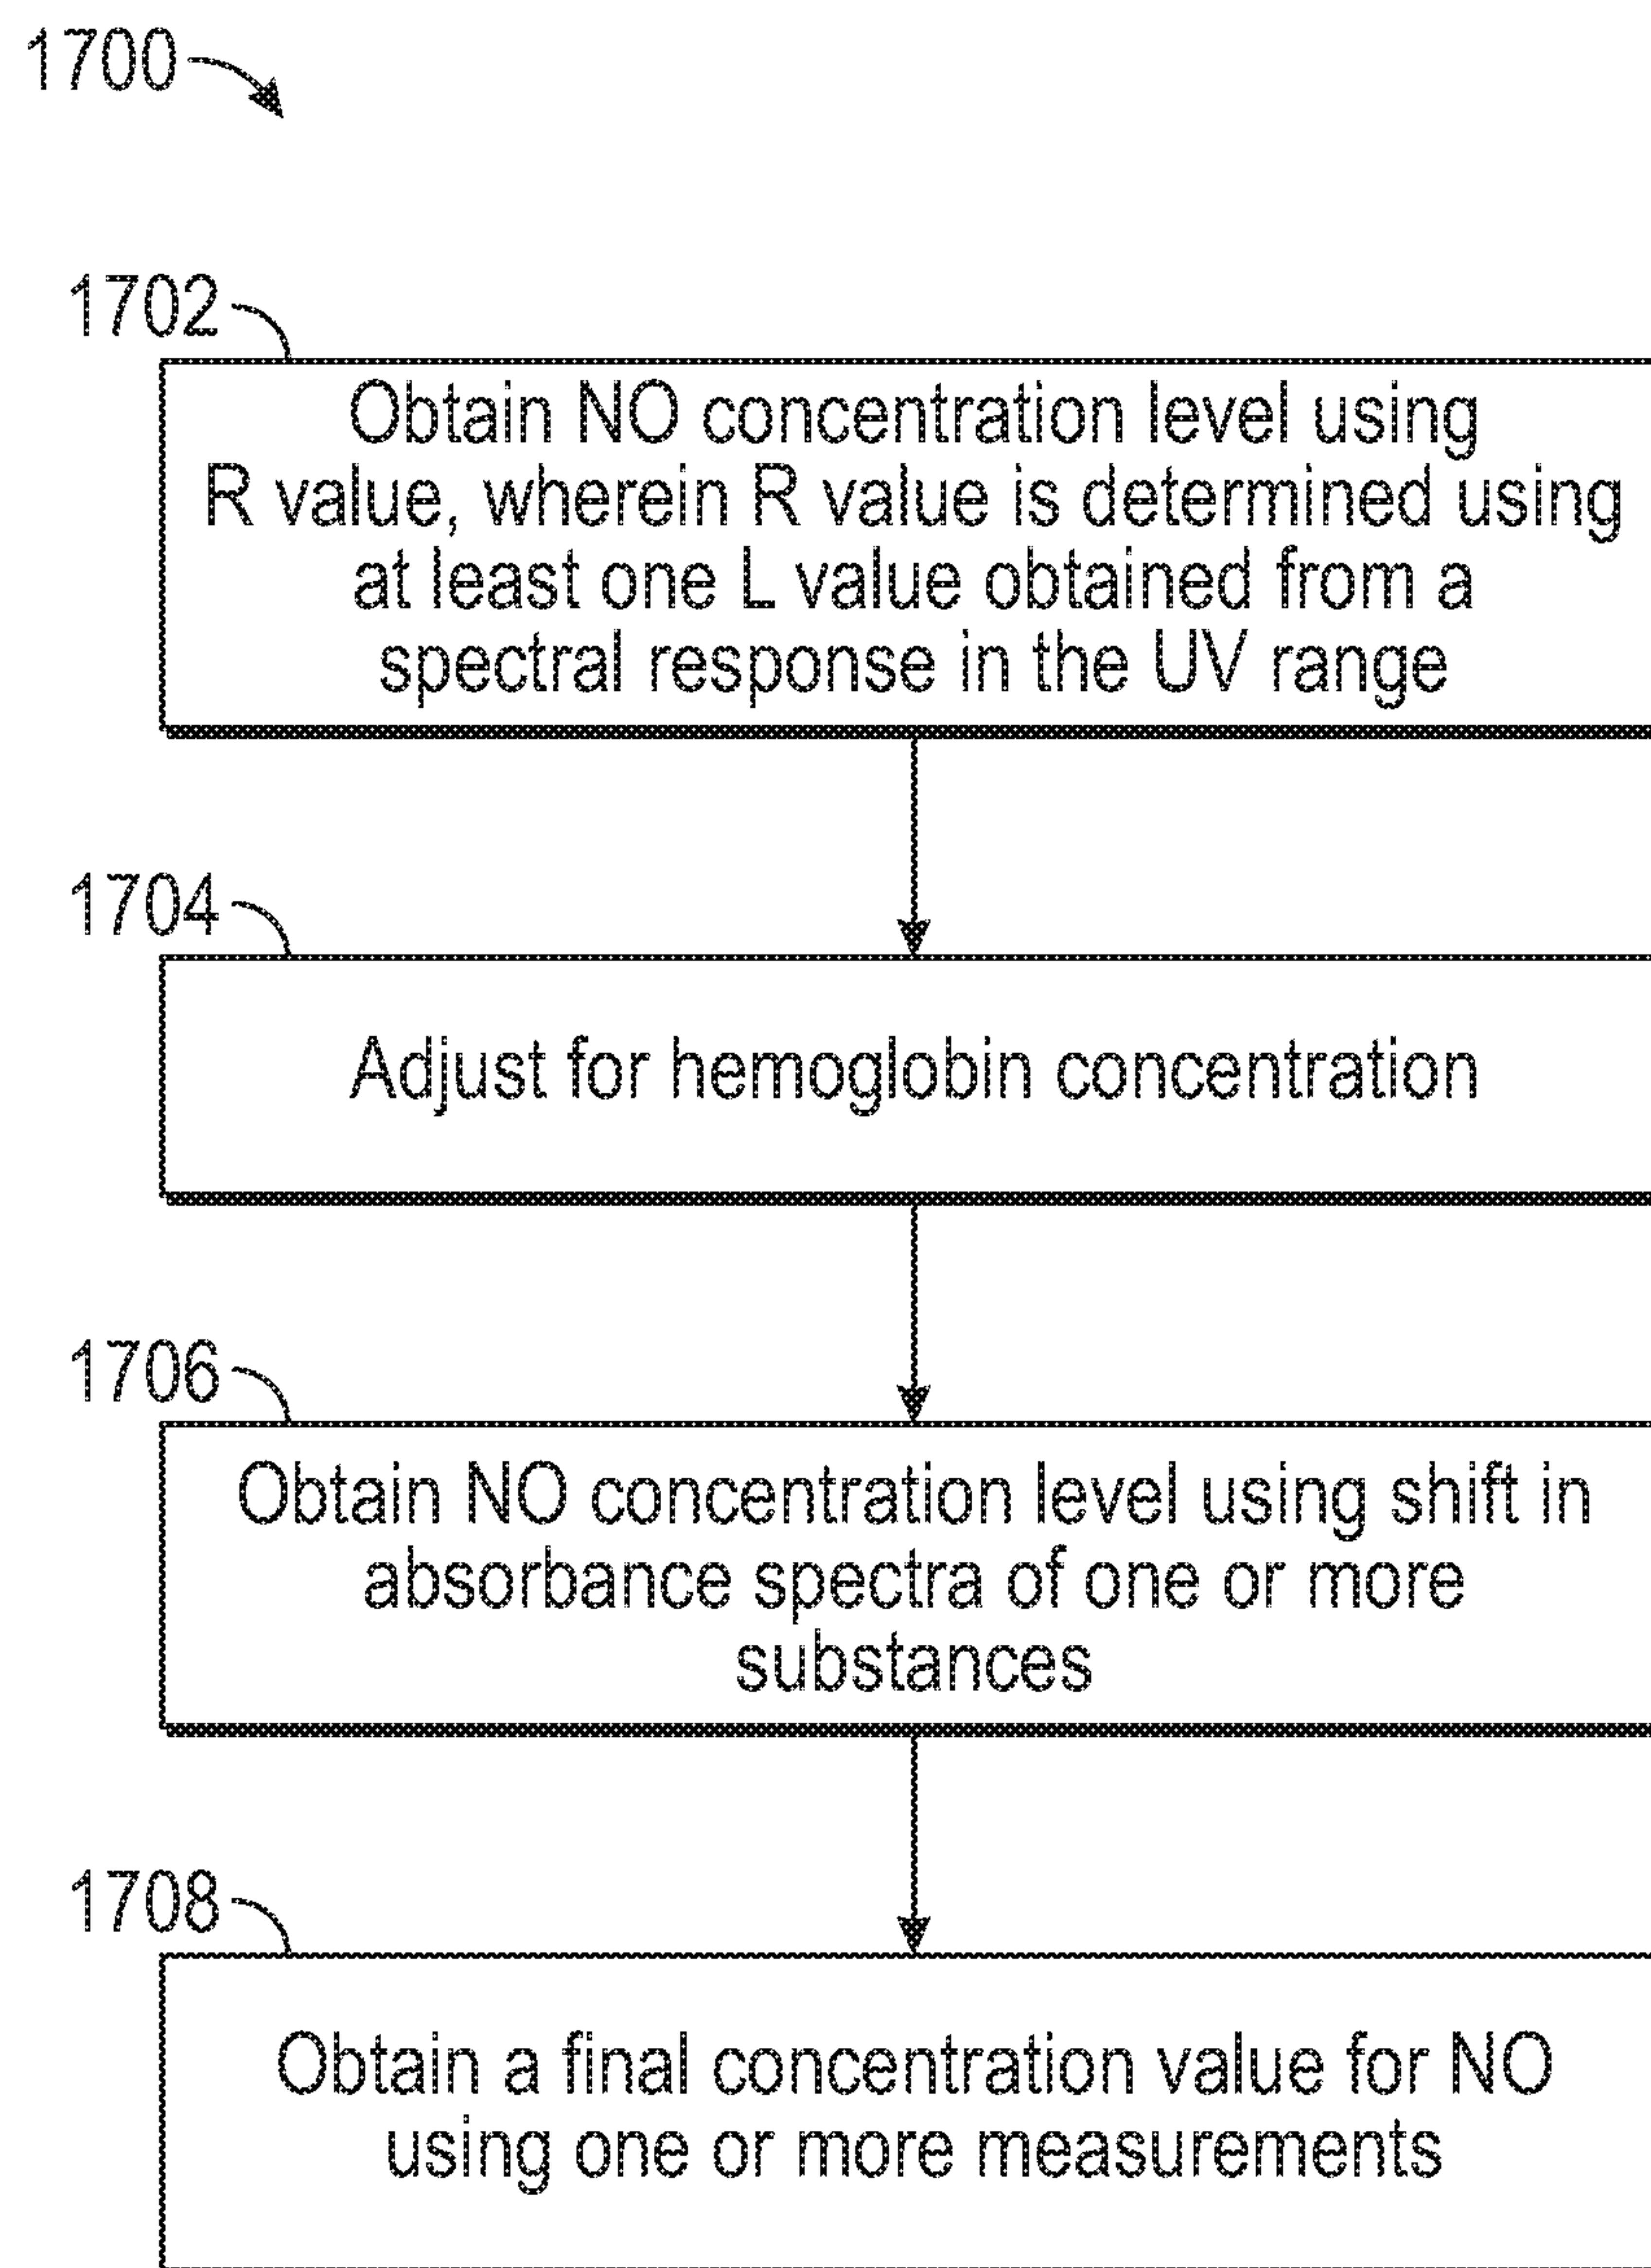 1700
1702
Obtain NO concentration level using
R value, wherein R value is determined using
at least one L value obtained from a
spectral response in the UV range
1704
Adjust for hemoglobin concentration
1706
Obtain NO concentration level using shift in
absorbance spectra of one or more
substances
1708
Obtain a final concentration value for NO
using one or more measurements